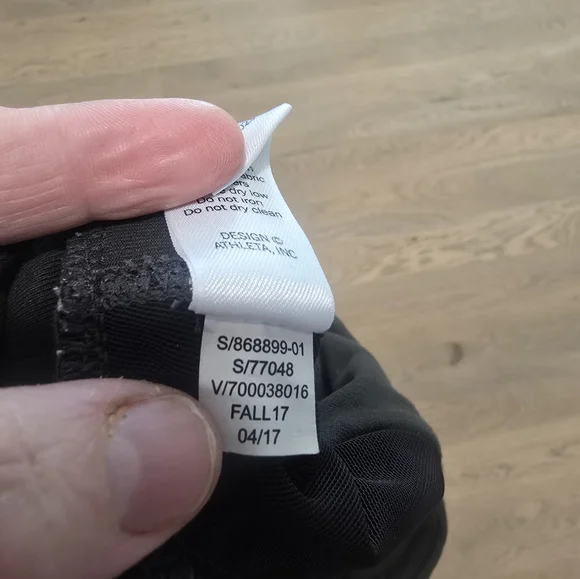 dry low
Do not iron
Do not dry clean
DESIGN ©
ATHLETA, INC
S/868899-01
S/77048
V/700038016
FALL17
04/17